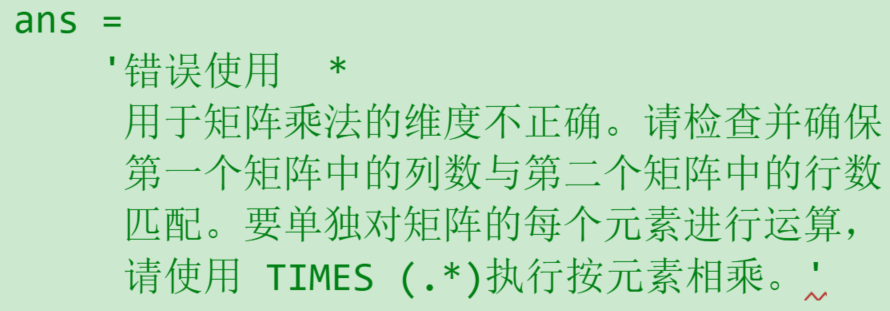 ans =
'错误使用  *
用于矩阵乘法的维度不正确。请检查并确保
第一个矩阵中的列数与第二个矩阵中的行数
匹配。要单独对矩阵的每个元素进行运算，
请使用 TIMES (.*)执行按元素相乘。'